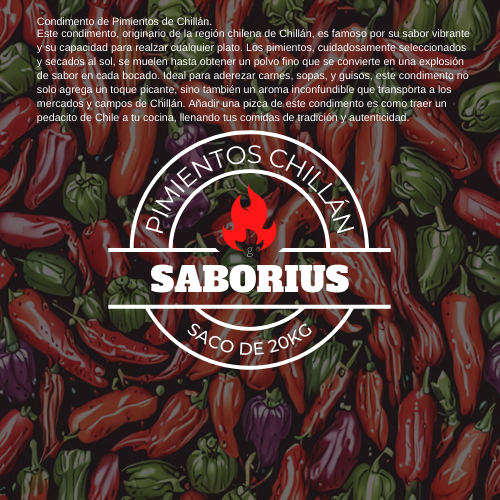 Condimento de Pimientos de Chillán.
Este condimento, originario de la región chilena de Chillán, es famoso por su sabor vibrante
y su capacidad para realzar cualquier plato. Los pimientos, cuidadosamente seleccionados
y secados al sol, se muelen hasta obtener un polvo fino que se convierte en una explosión
de sabor en cada bocado. Ideal para aderezar carnes, sopas, y guisos, este condimento no
solo agrega un toque picante, sino también un aroma inconfundible que transporta a los
mercados y campos de Chillán. Añadir una pizca de este condimento es como traer un
pedacito de Chile a tu cocina, llenando tus comidas de tradición y autenticidad.
PIMIENTOS CHILLÁN
g
SABORIUS
SACO DE 20KG